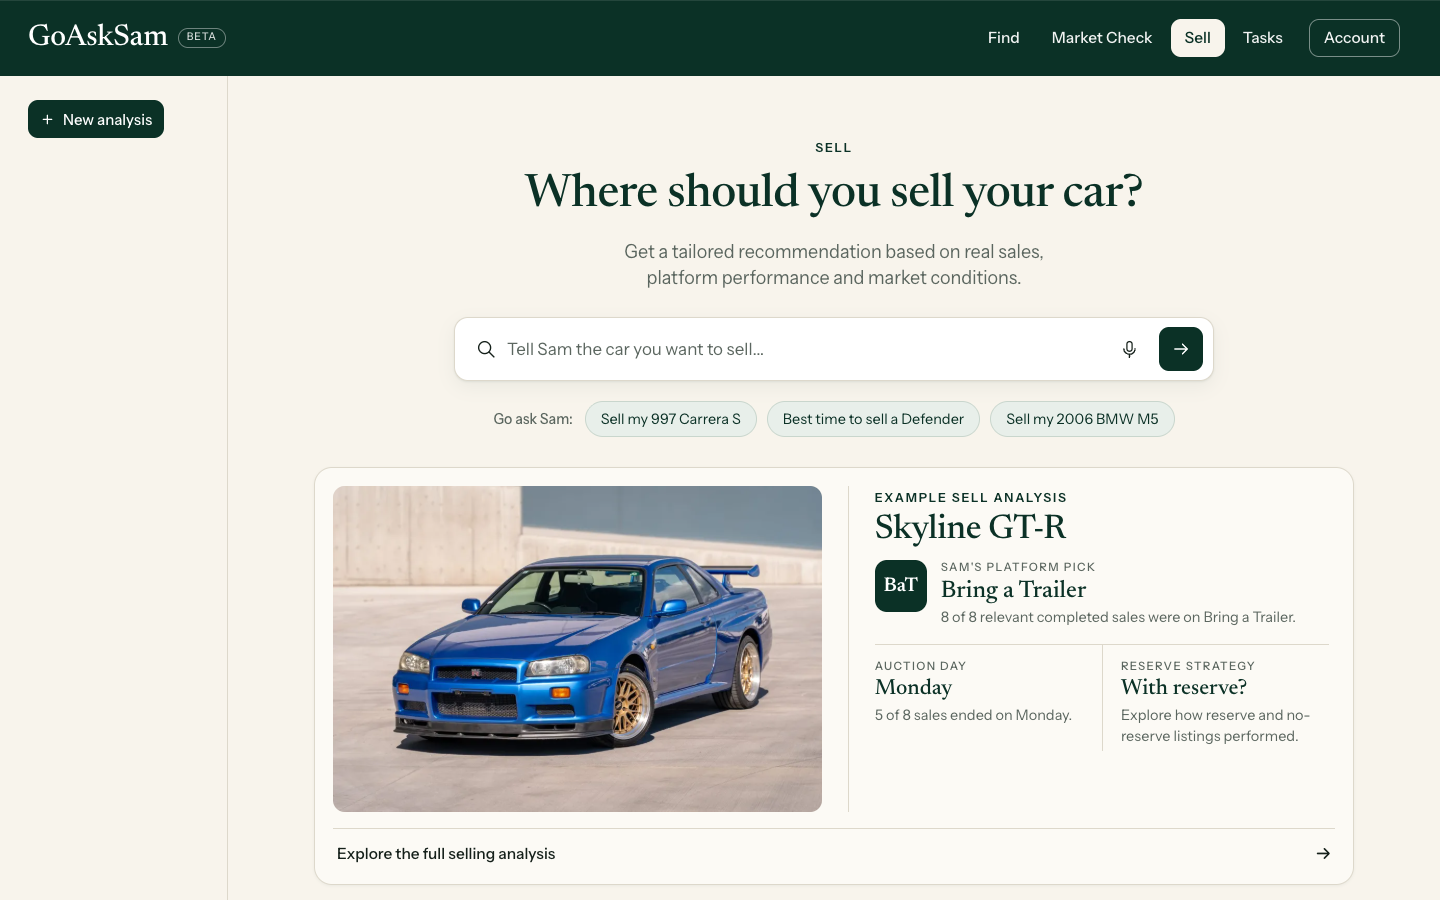 GoAskSam BETA
Find Market Check Sell Tasks Account
+ New analysis
SELL
Where should you sell your car?
Get a tailored recommendation based on real sales,
platform performance and market conditions.
Tell Sam the car you want to sell...
Go ask Sam: Sell my 997 Carrera S Best time to sell a Defender Sell my 2006 BMW M5
EXAMPLE SELL ANALYSIS
Skyline GT-R
BaT
SAM'S PLATFORM PICK
Bring a Trailer
8 of 8 relevant completed sales were on Bring a Trailer.
AUCTION DAY
Monday
5 of 8 sales ended on Monday.
RESERVE STRATEGY
With reserve?
Explore how reserve and no-
reserve listings performed.
Explore the full selling analysis